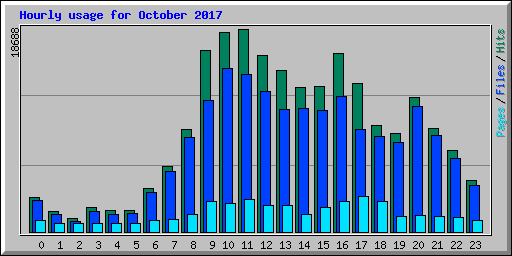 Hourly usage for October 2017
18688
Pages/Files/Hits
0 1 2 3 4 5 6 7 8 9 10 11 12 13 14 15 16 17 18 19 20 21 22 23